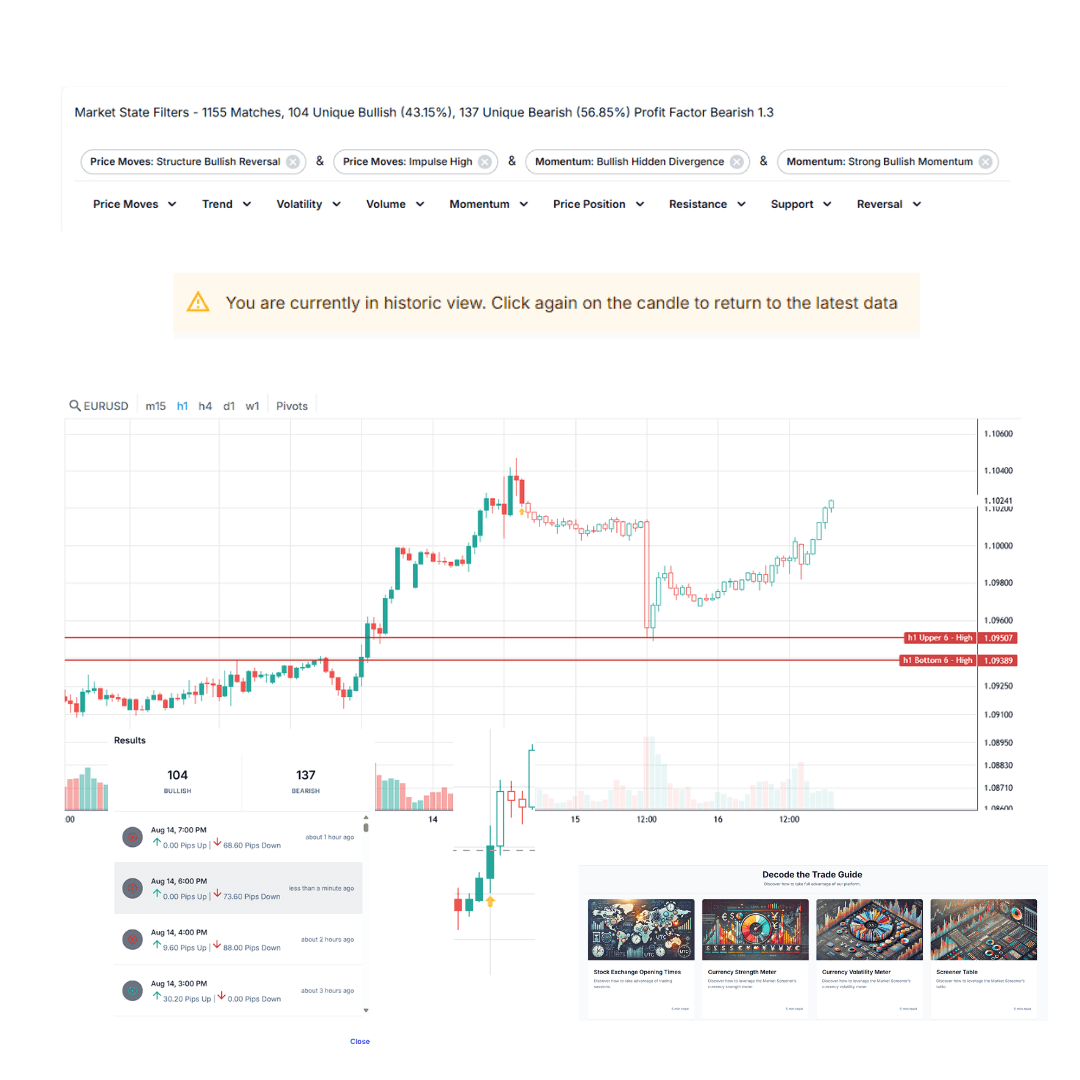 Market State Filters - 1155 Matches, 104 Unique Bullish (43.15%), 137 Unique Bearish (56.85%) Profit Factor Bearish 1.3
Price Moves: Structure Bullish Reversal & Price Moves: Impulse High & Momentum: Bullish Hidden Divergence & Momentum: Strong Bullish Momentum
Price Moves Trend Volatility Volume Momentum Price Position Resistance Support Reversal
You are currently in historic view. Click again on the candle to return to the latest data
EURUSD m15 h1 h4 d1 w1 Pivots
1.10600
1.10400
1.10241
1.10200
1.10000
1.09800
1.09600
h1 Upper 6 - High 1.09507
h1 Bottom 6 - High 1.09389
1.09250
1.09100
1.08950
1.08830
1.08710
1.08600
:00 14 15 12:00 16 12:00
Results
104 137
BULLISH BEARISH
Aug 14, 7:00 PM
0.00 Pips Up | 68.60 Pips Down
about 1 hour ago
Aug 14, 6:00 PM
0.00 Pips Up | 73.60 Pips Down
less than a minute ago
Aug 14, 4:00 PM
9.60 Pips Up | 88.00 Pips Down
about 2 hours ago
Aug 14, 3:00 PM
30.20 Pips Up | 0.00 Pips Down
about 3 hours ago
Close
Decode the Trade Guide
Discover how to take full advantage of our platform.
Stock Exchange Opening Times
Discover how to take advantage of trading
sessions.
Currency Strength Meter
Discover how to leverage the Market Screener's
currency strength meter.
Currency Volatility Meter
Discover how to leverage the Market Screener's
currency volatility meter.
Screener Table
Discover how to leverage the Market Screener's
table.